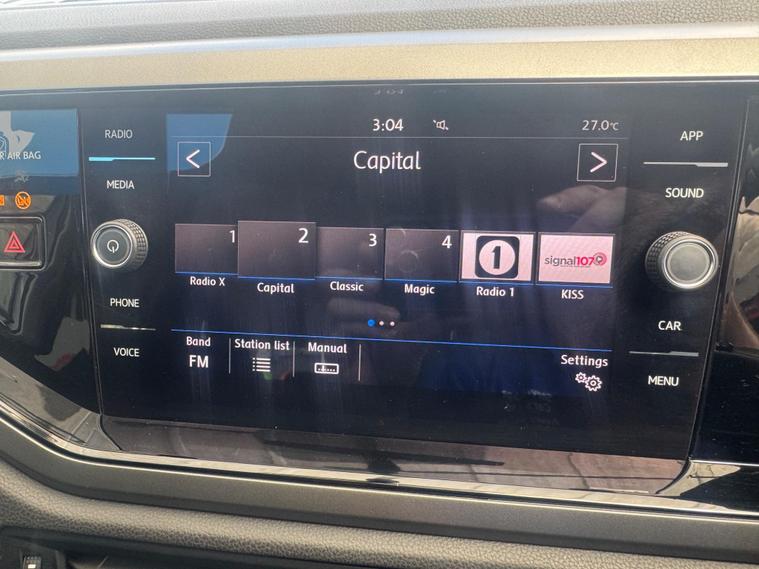 3:04
27.0°C
RADIO
MEDIA
PHONE
VOICE
R AIR BAG
<
Capital
>
1
2
3
4
1
signal107
Radio X
Capital
Classic
Magic
Radio 1
KISS
Band
FM
Station list
Manual
Settings
APP
SOUND
CAR
MENU